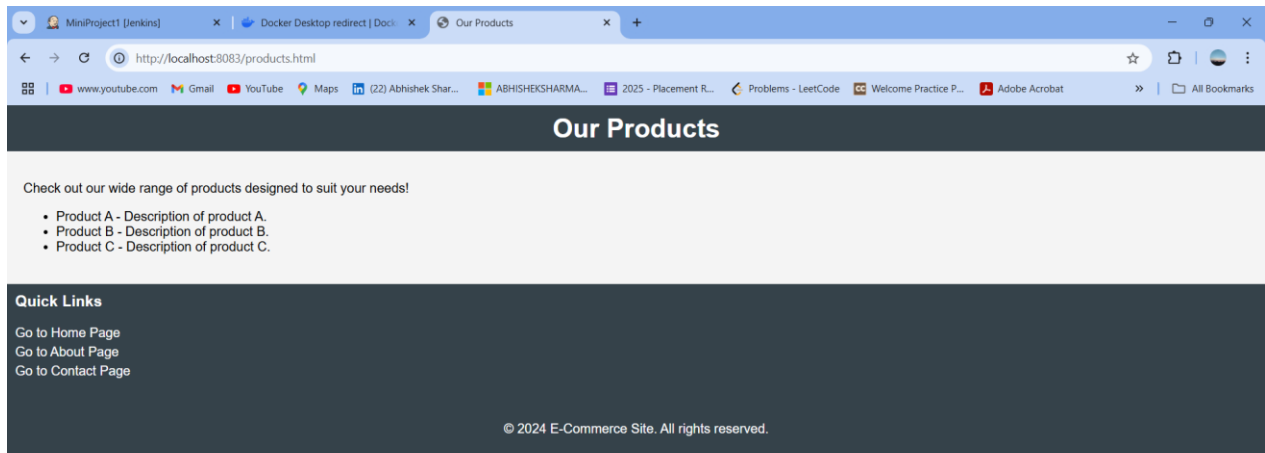 MiniProject1 [Jenkins]
Docker Desktop redirect | Dock
Our Products
http://localhost:8083/products.html
www.youtube.com
Gmail
YouTube
Maps
(22) Abhishek Shar...
ABHISHEKSHARMA...
2025 - Placement R...
Problems - LeetCode
Welcome Practice P...
Adobe Acrobat
All Bookmarks
Our Products
Check out our wide range of products designed to suit your needs!
• Product A - Description of product A.
• Product B - Description of product B.
• Product C - Description of product C.
Quick Links
Go to Home Page
Go to About Page
Go to Contact Page
© 2024 E-Commerce Site. All rights reserved.